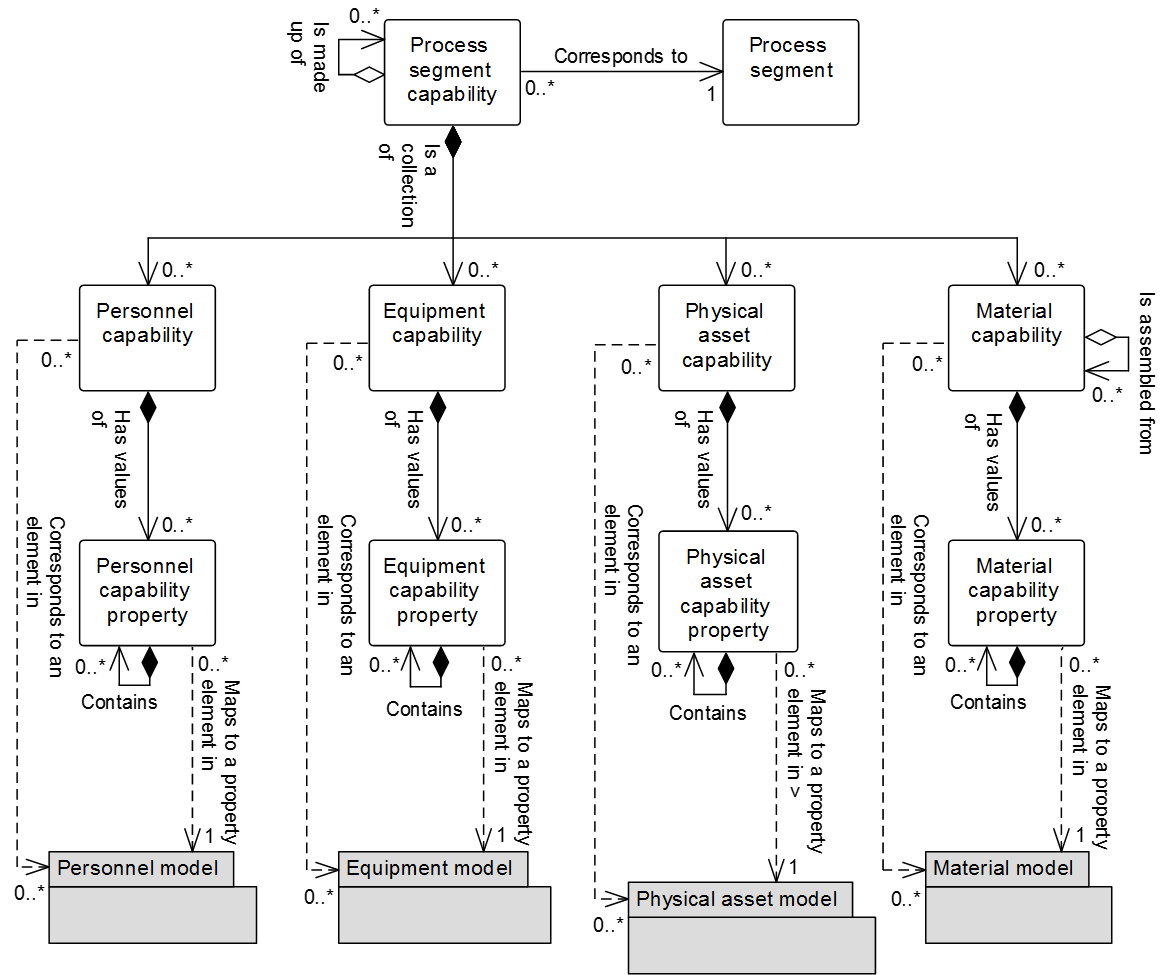 0..*
Is made
up of
Process
segment
capability
Corresponds to
0..*
1
Process
segment
Is a
collection
of
0..*
0..*
0..*
0..*
Personnel
capability
Equipment
capability
Physical
asset
capability
Material
capability
Is assembled from
0..*
0..*
0..*
0..*
0..*
Has values
of
Has values
of
Has values
of
Has values
of
0..*
0..*
0..*
0..*
Corresponds to an
element in
Personnel
capability
property
Corresponds to an
element in
Equipment
capability
property
Corresponds to an
element in
Physical
asset
capability
property
Corresponds to an
element in
Material
capability
property
0..*
Contains
0..*
Maps to a property
element in
0..*
Contains
0..*
Maps to a property
element in
0..*
Contains
0..*
Maps to a property
element in >
0..*
Contains
0..*
Maps to a property
element in
1
1
1
1
Personnel model
0..*
Equipment model
0..*
Physical asset model
0..*
Material model
0..*